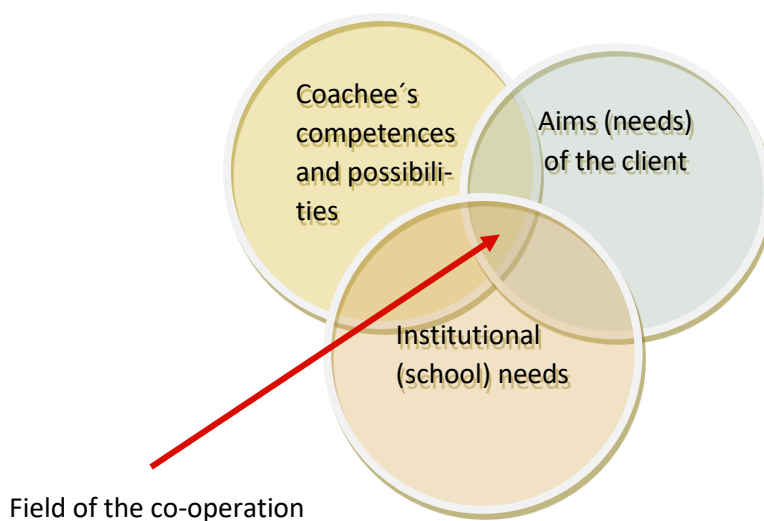 Coachee´s
competences
and possibili-
ties
Aims (needs)
of the client
Institutional
(school) needs
Field of the co-operation